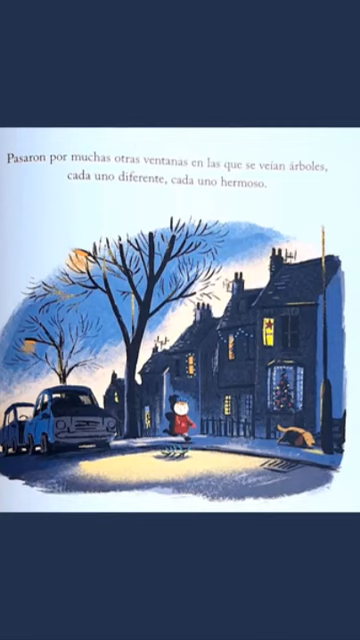 Pasaron por muchas otras ventanas en las que se veían árboles,
cada uno diferente, cada uno hermoso.